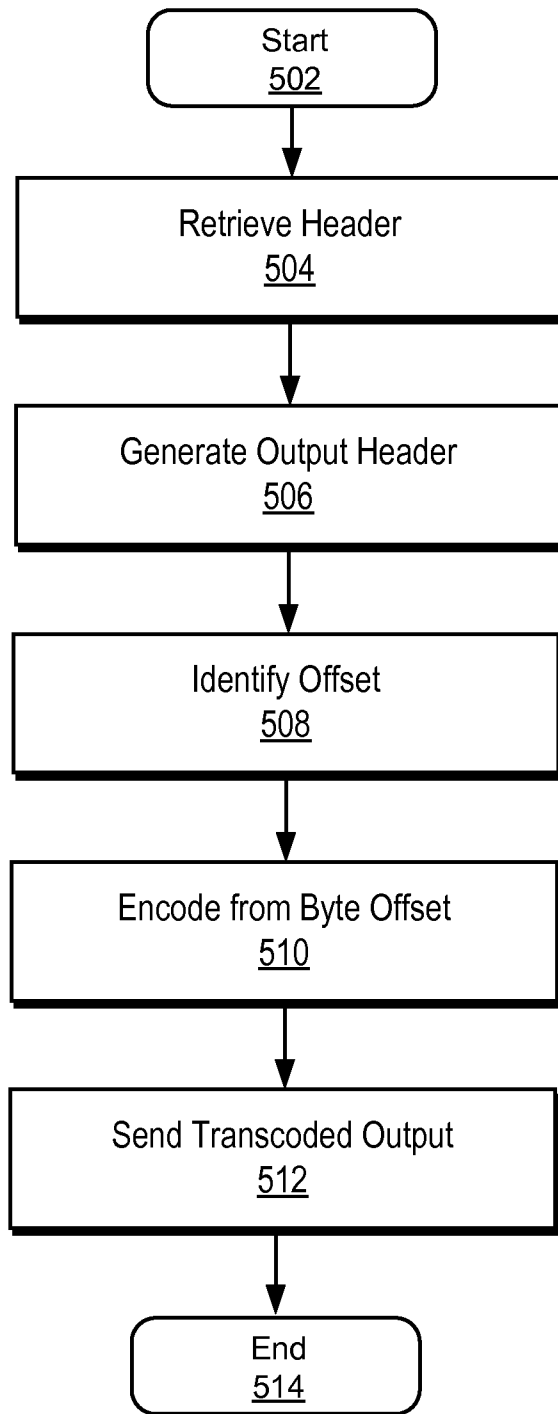 Start
502
Retrieve Header
504
Generate Output Header
506
Identify Offset
508
Encode from Byte Offset
510
Send Transcoded Output
512
End
514